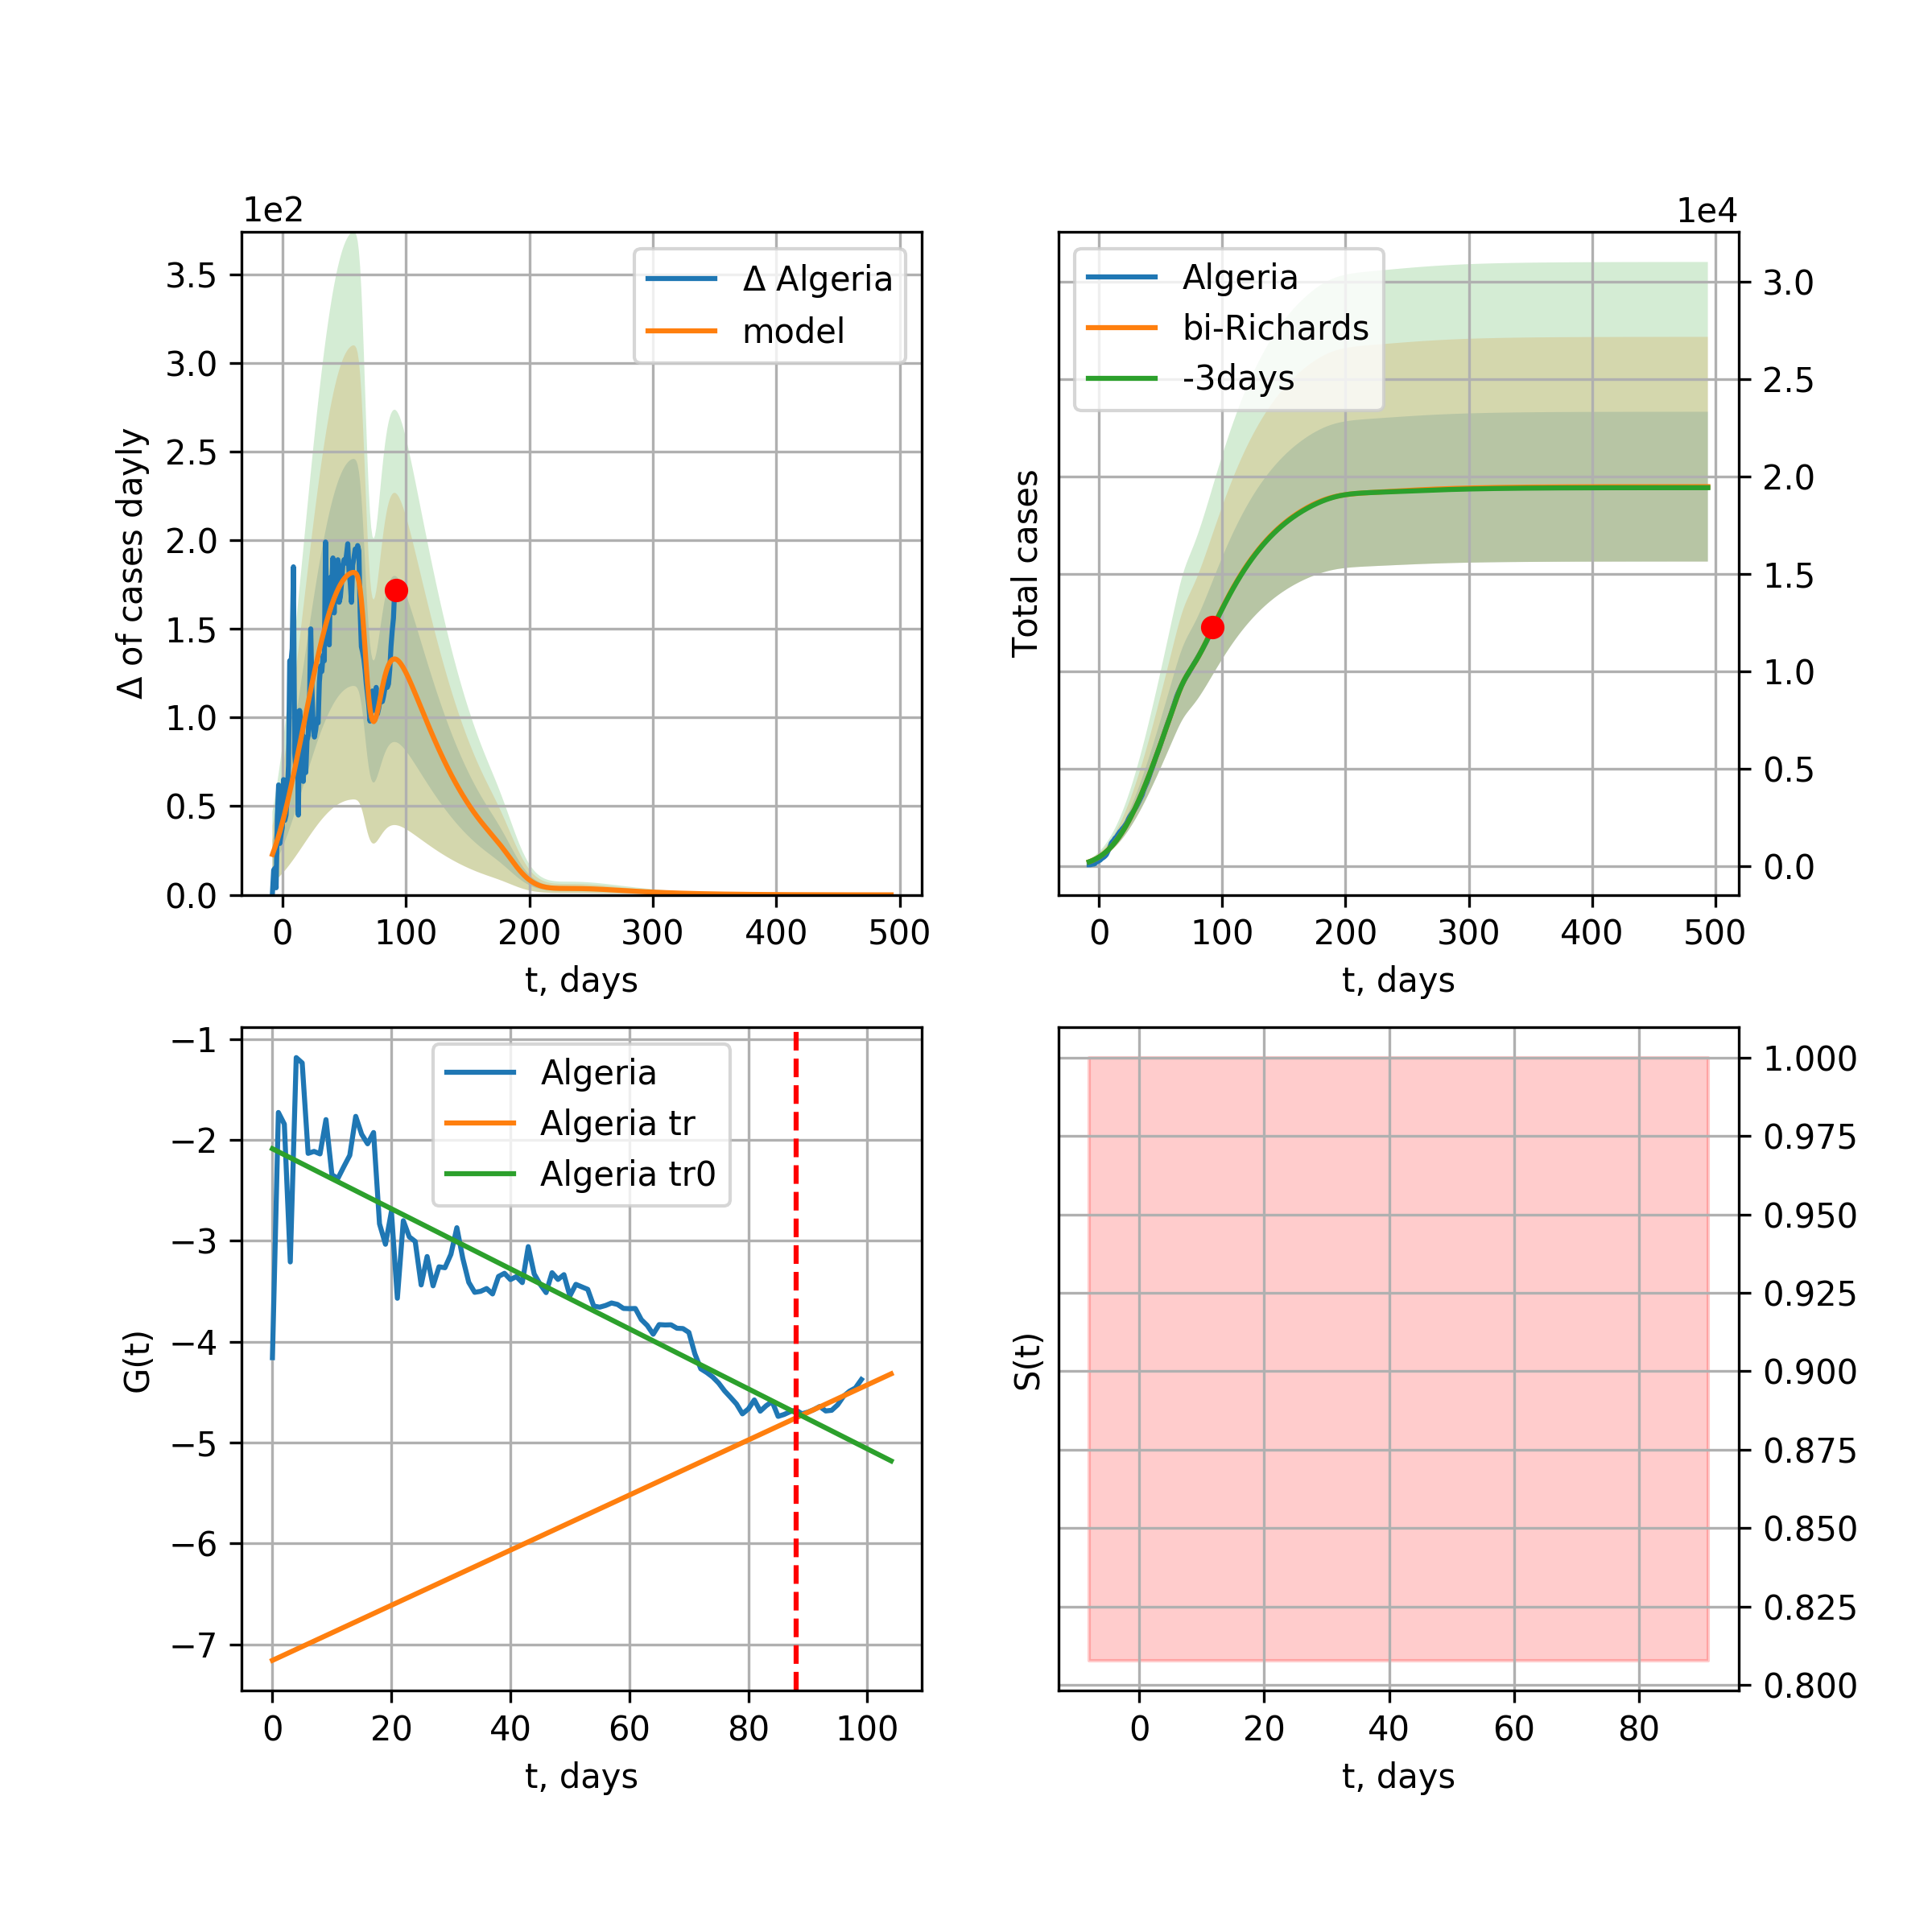 1e2
Δ of cases dayly
3.5
3.0
2.5
2.0
1.5
1.0
0.5
0.0
Δ Algeria
model
0 100 200 300 400 500
t, days
1e4
Total cases
Algeria
bi-Richards
-3days
3.0
2.5
2.0
1.5
1.0
0.5
0.0
0 100 200 300 400 500
t, days
G(t)
−1
−2
−3
−4
−5
−6
−7
Algeria
Algeria tr
Algeria tr0
0 20 40 60 80 100
t, days
S(t)
1.000
0.975
0.950
0.925
0.900
0.875
0.850
0.825
0.800
0 20 40 60 80
t, days